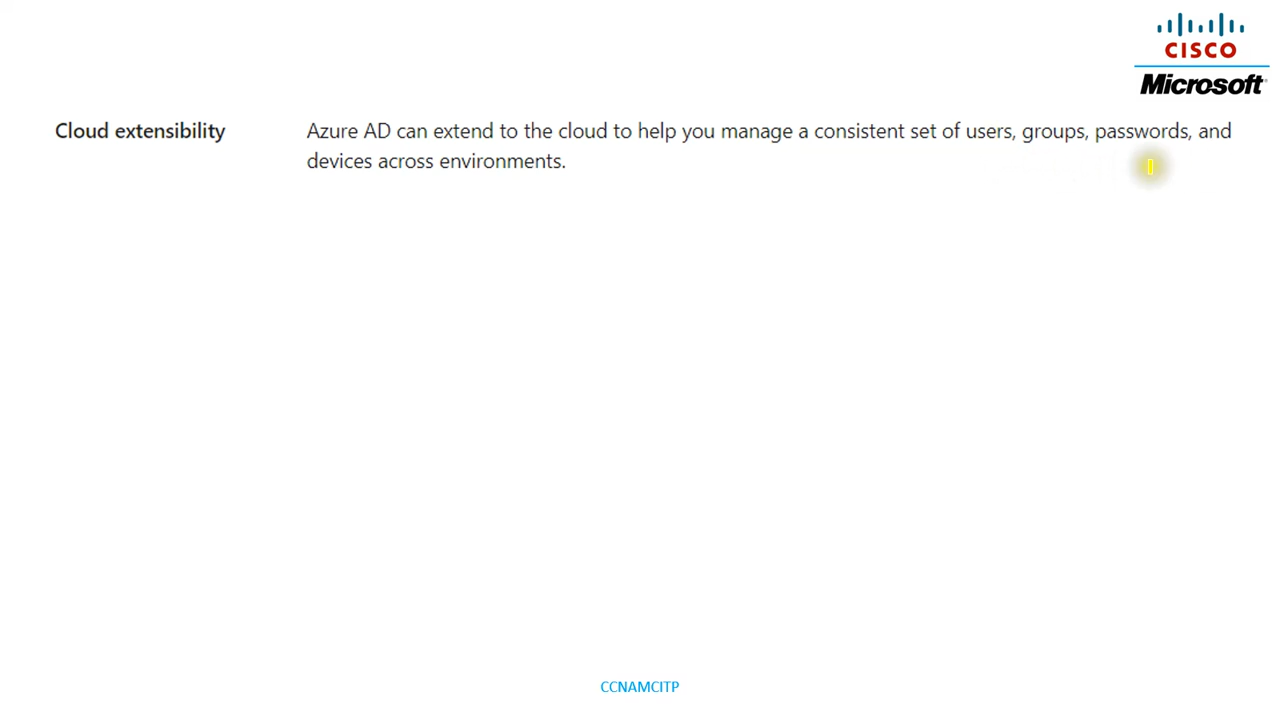 CISCO
Microsoft
Cloud extensibility
Azure AD can extend to the cloud to help you manage a consistent set of users, groups, passwords, and
devices across environments.
CCNAMCITP